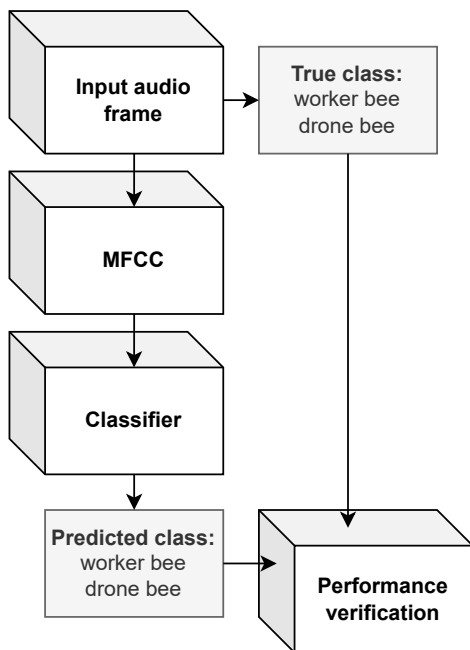 Input audio
frame
True class:
worker bee
drone bee
MFCC
Classifier
Predicted class:
worker bee
drone bee
Performance
verification